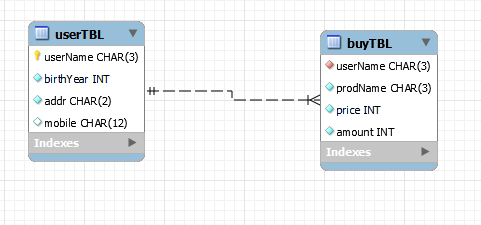 userTBL
userName CHAR(3)
birthYear INT
addr CHAR(2)
mobile CHAR(12)
Indexes
buyTBL
userName CHAR(3)
prodName CHAR(3)
price INT
amount INT
Indexes